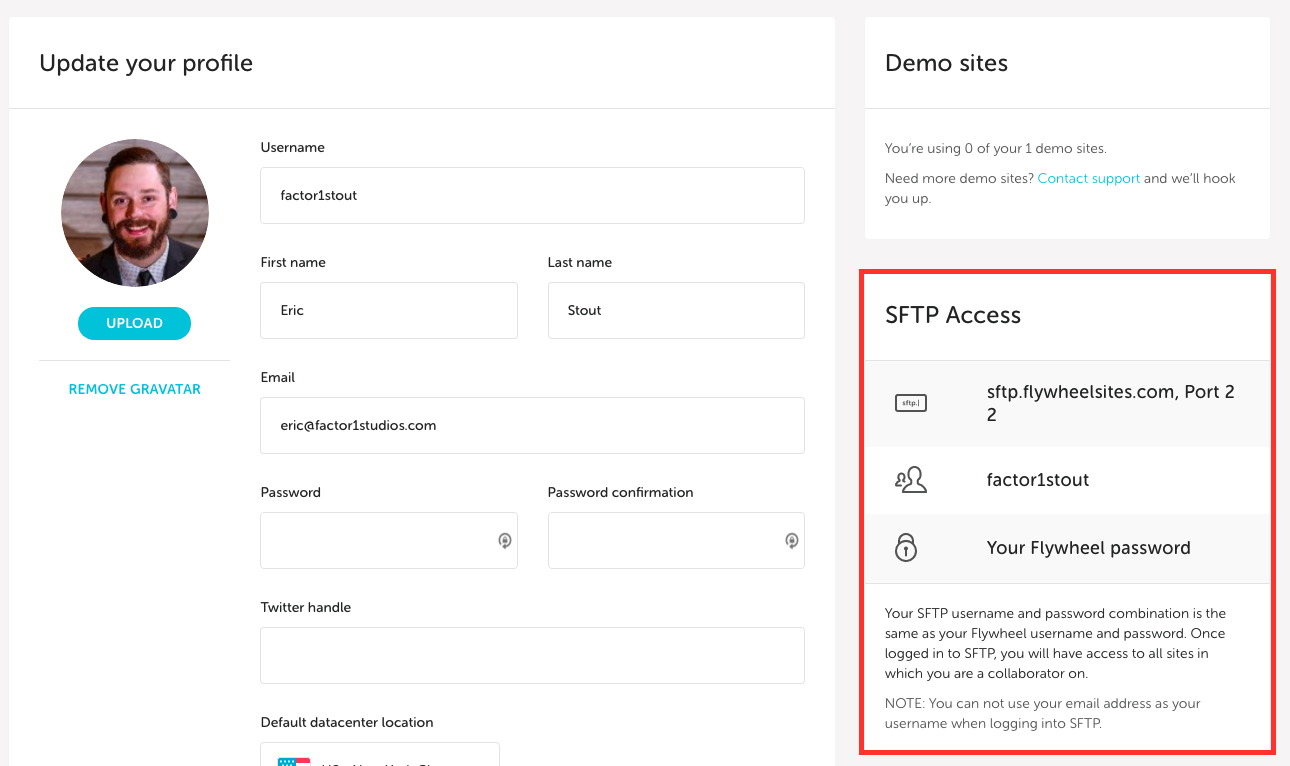 Update your profile
UPLOAD
REMOVE GRAVATAR
Username
factor1stout
First name
Last name
Eric
Stout
Email
eric@factor1studios.com
Password
Password confirmation
Twitter handle
Default datacenter location
Demo sites
You're using 0 of your 1 demo sites.
Need more demo sites? Contact support and we'll hook
you up.
SFTP Access
sftp.|
sftp.flywheelsites.com, Port 2
2
factor1stout
Your Flywheel password
Your SFTP username and password combination is the
same as your Flywheel username and password. Once
logged in to SFTP, you will have access to all sites in
which you are a collaborator on.
NOTE: You can not use your email address as your
username when logging into SFTP.